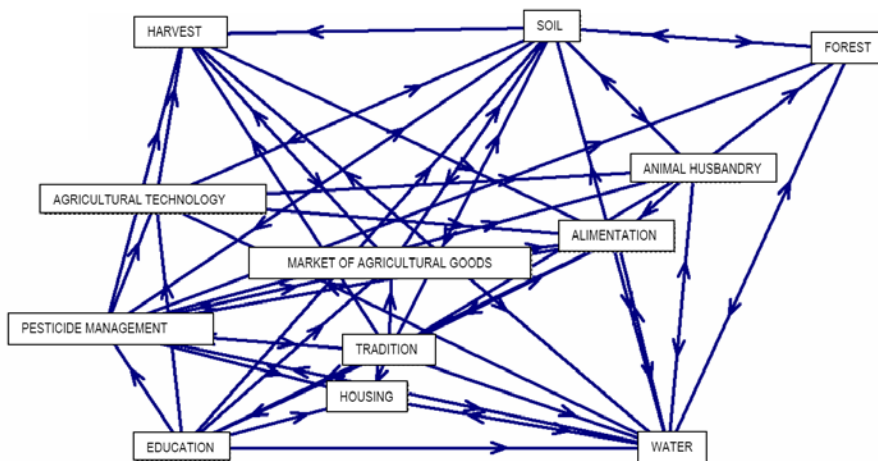 SOIL
HARVEST
FOREST
ANIMAL HUSBANDRY
AGRICULTURAL TECHNOLOGY
ALIMENTATION
MARKET OF AGRICULTURAL GOODS
PESTICIDE MANAGEMENT
TRADITION
HOUSING
EDUCATION
WATER